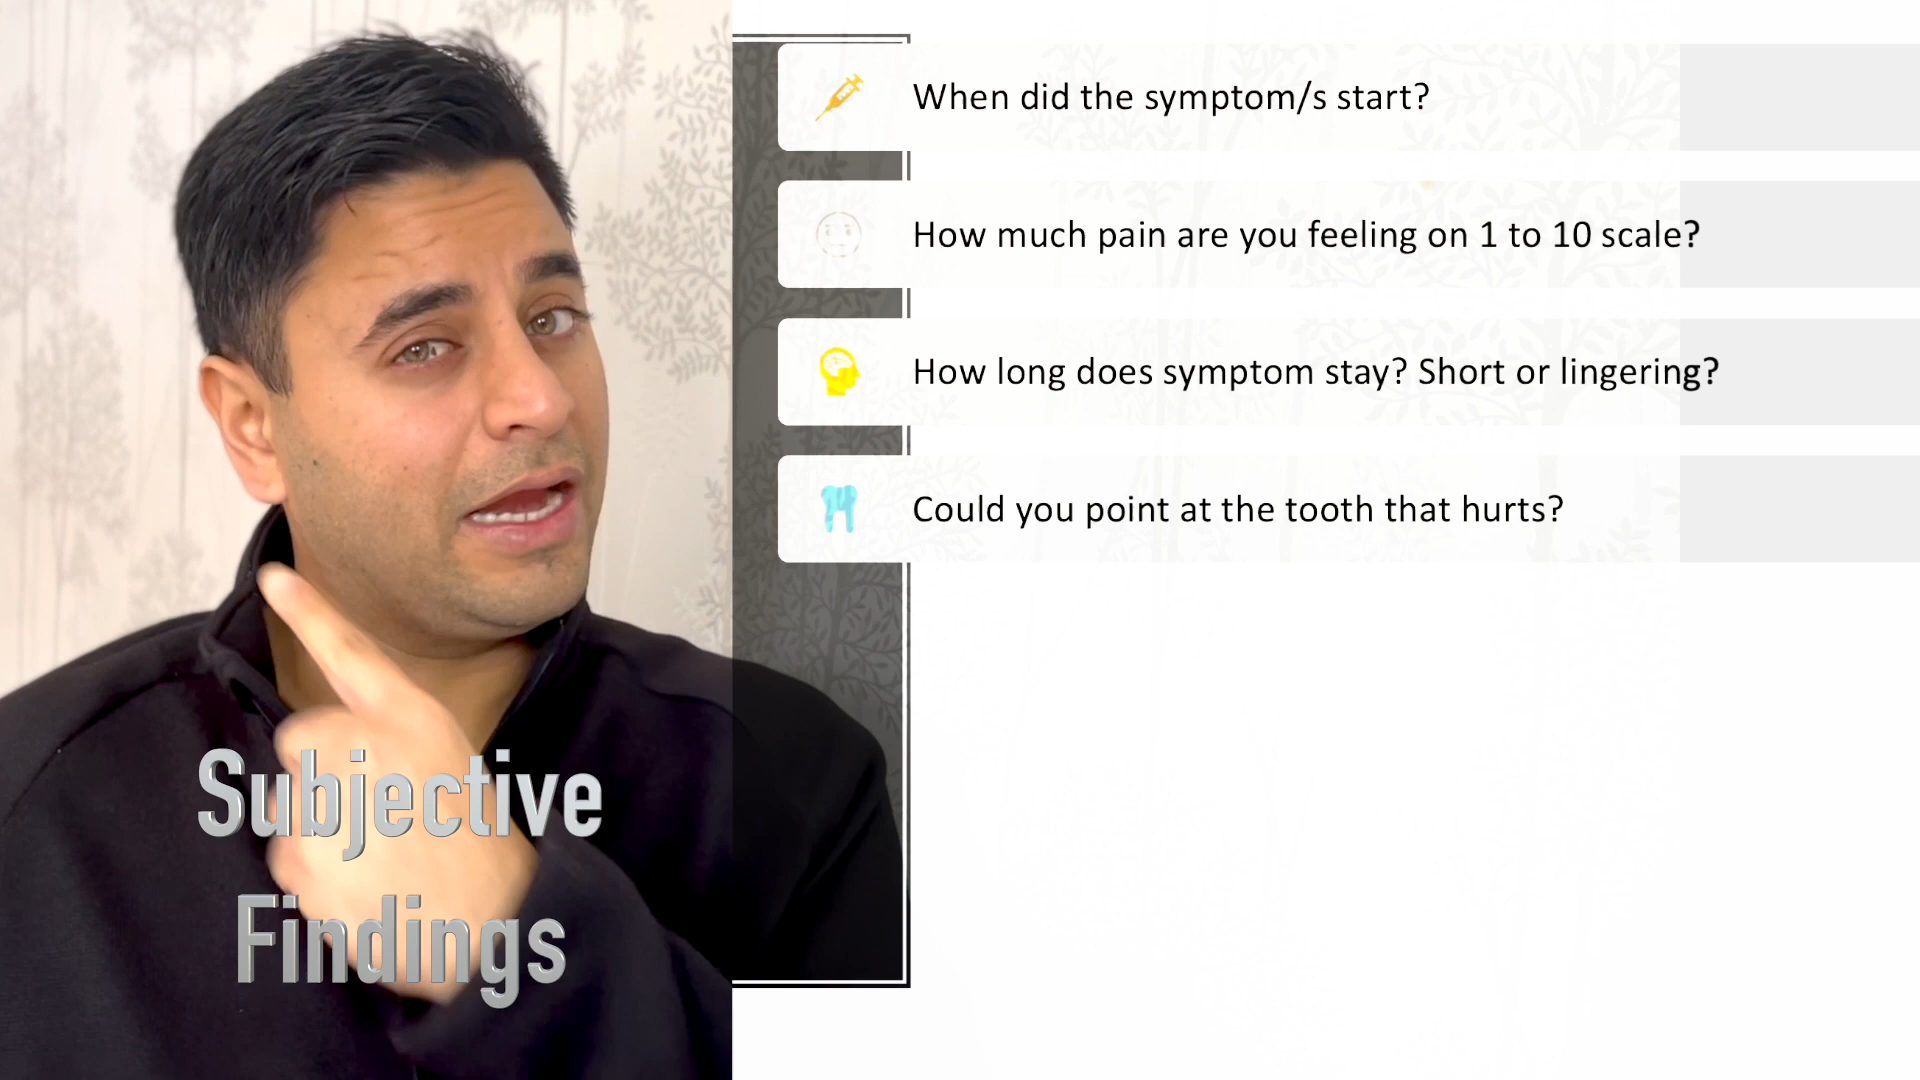 When did the symptom/s start?
How much pain are you feeling on 1 to 10 scale?
How long does symptom stay? Short or lingering?
Could you point at the tooth that hurts?
Subjective
Findings